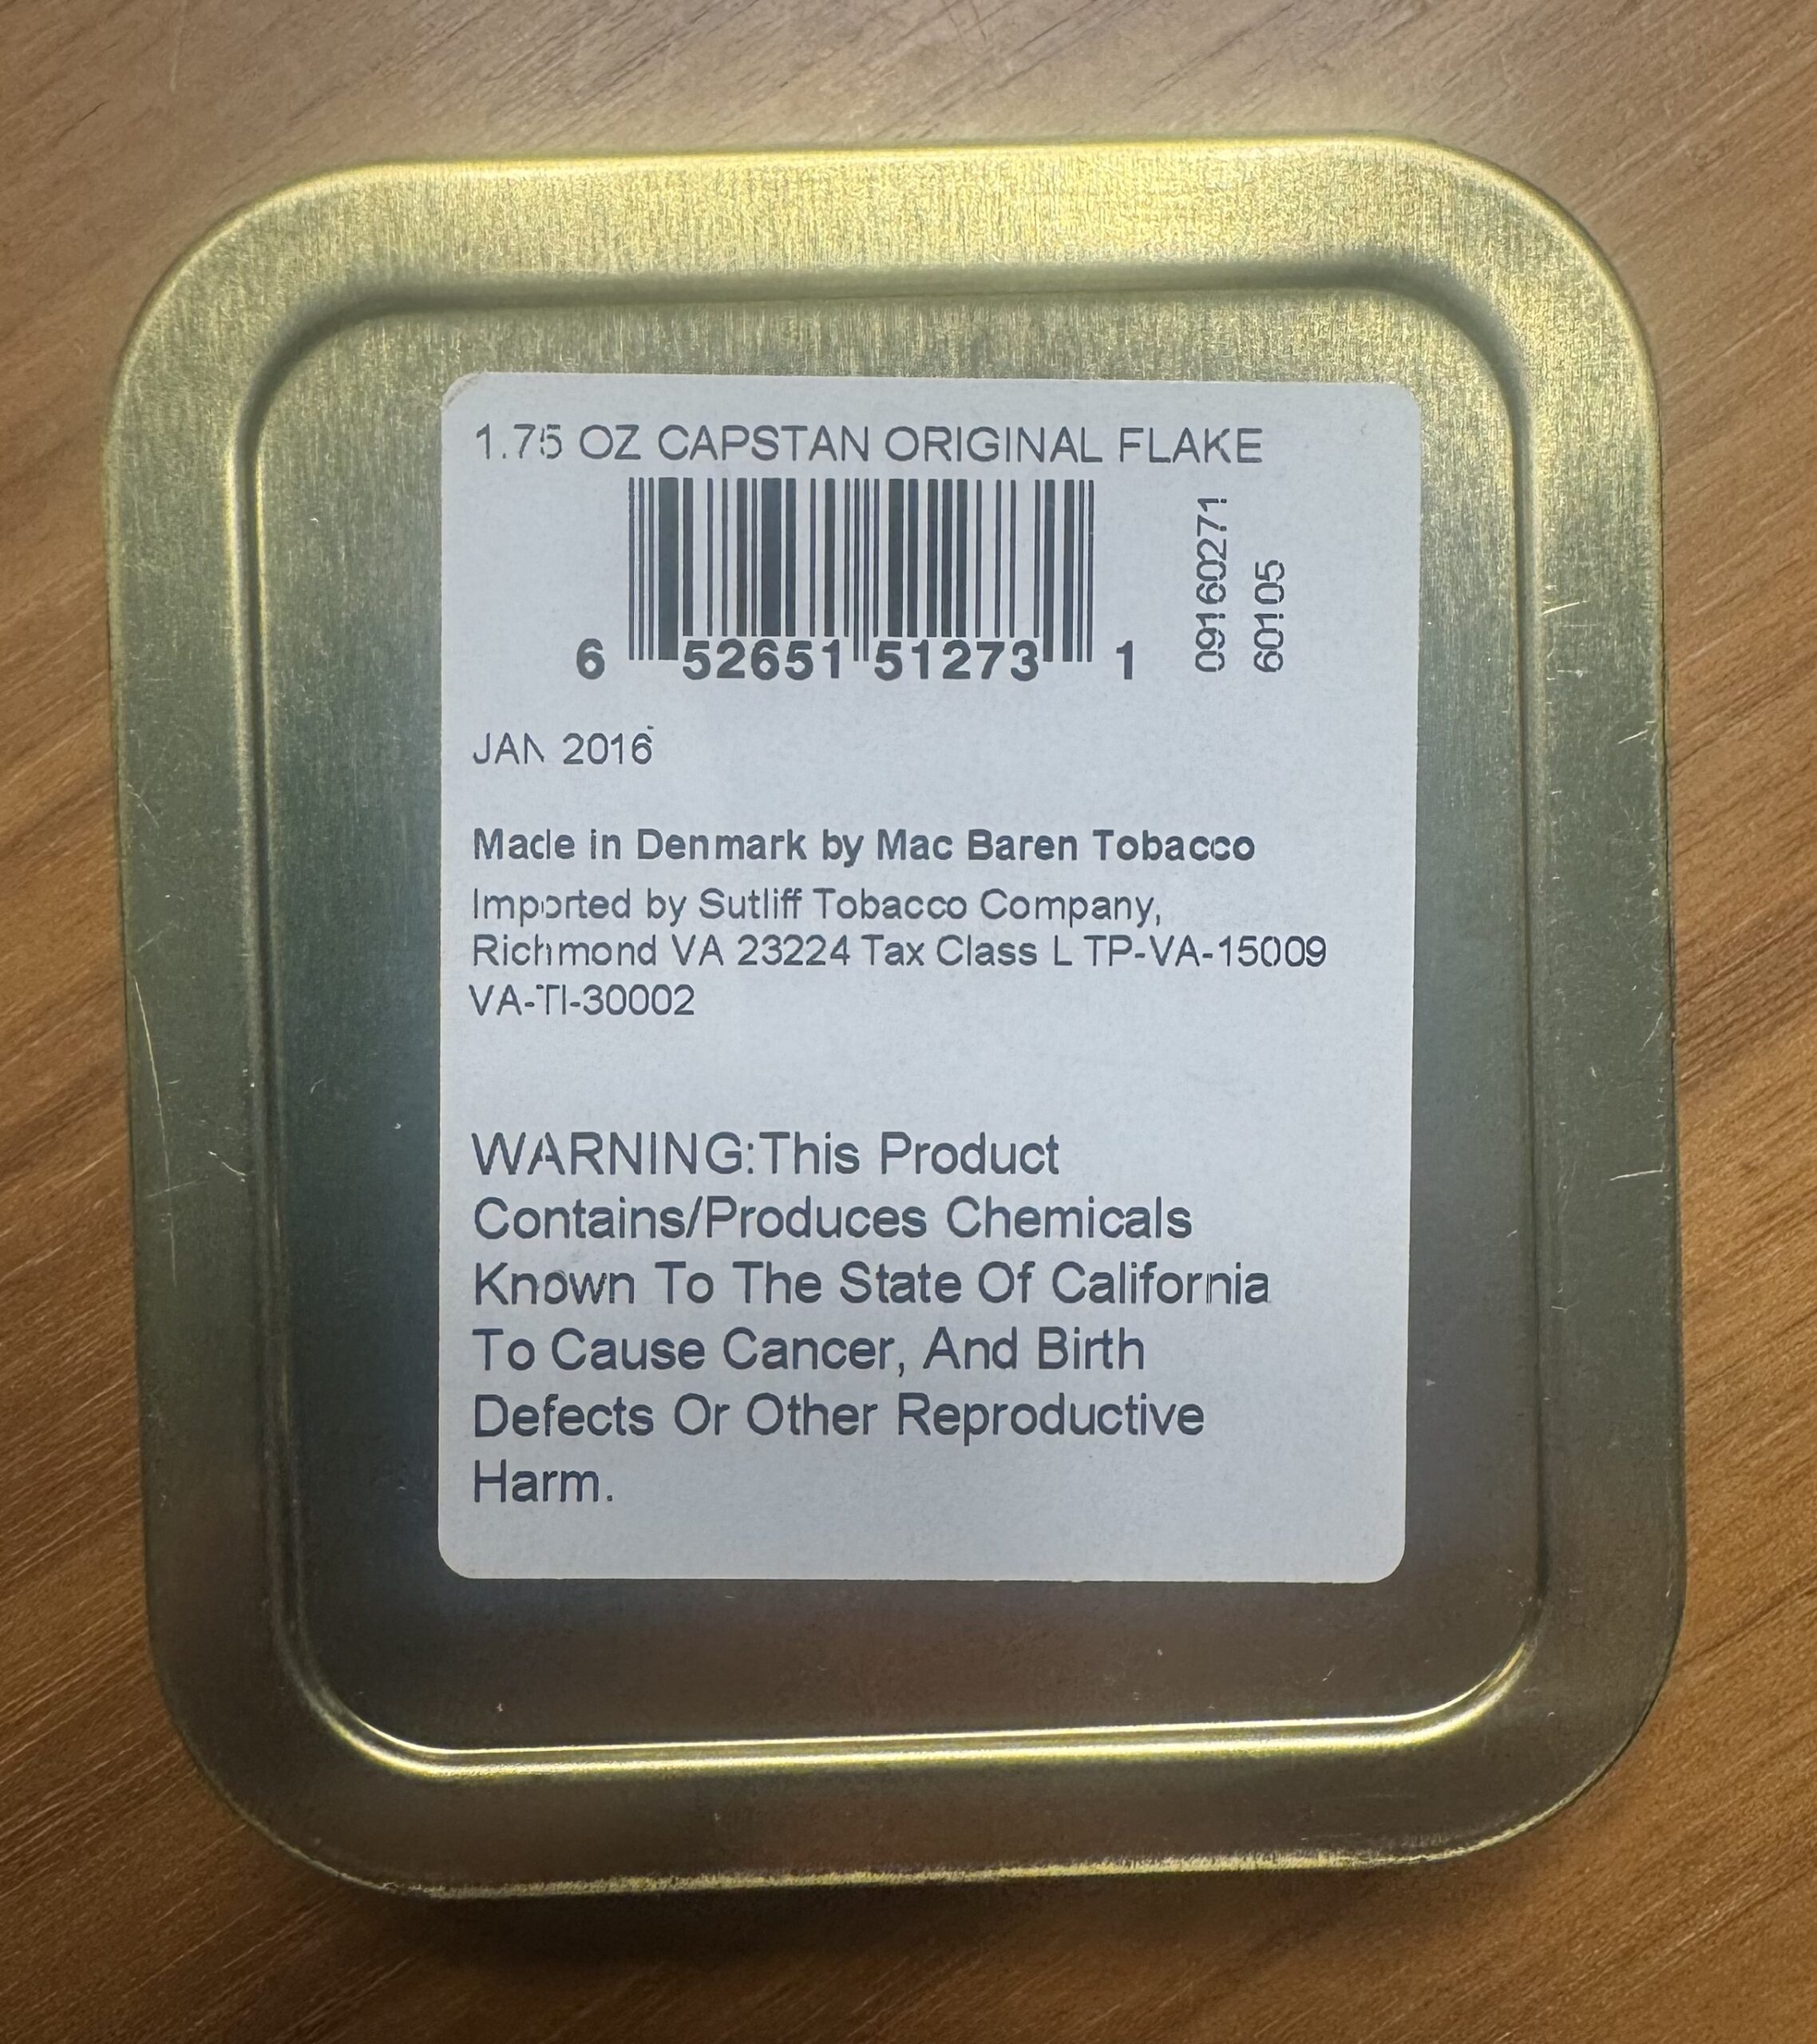 1.75 OZ CAPSTAN ORIGINAL FLAKE
6 52651 51273 1
09160271
60105
JAN 2016
Made in Denmark by Mac Baren Tobacco
Imported by Sutliff Tobacco Company,
Richmond VA 23224 Tax Class L TP-VA-15009
VA-TI-30002
WARNING:This Product
Contains/Produces Chemicals
Known To The State Of California
To Cause Cancer, And Birth
Defects Or Other Reproductive
Harm.